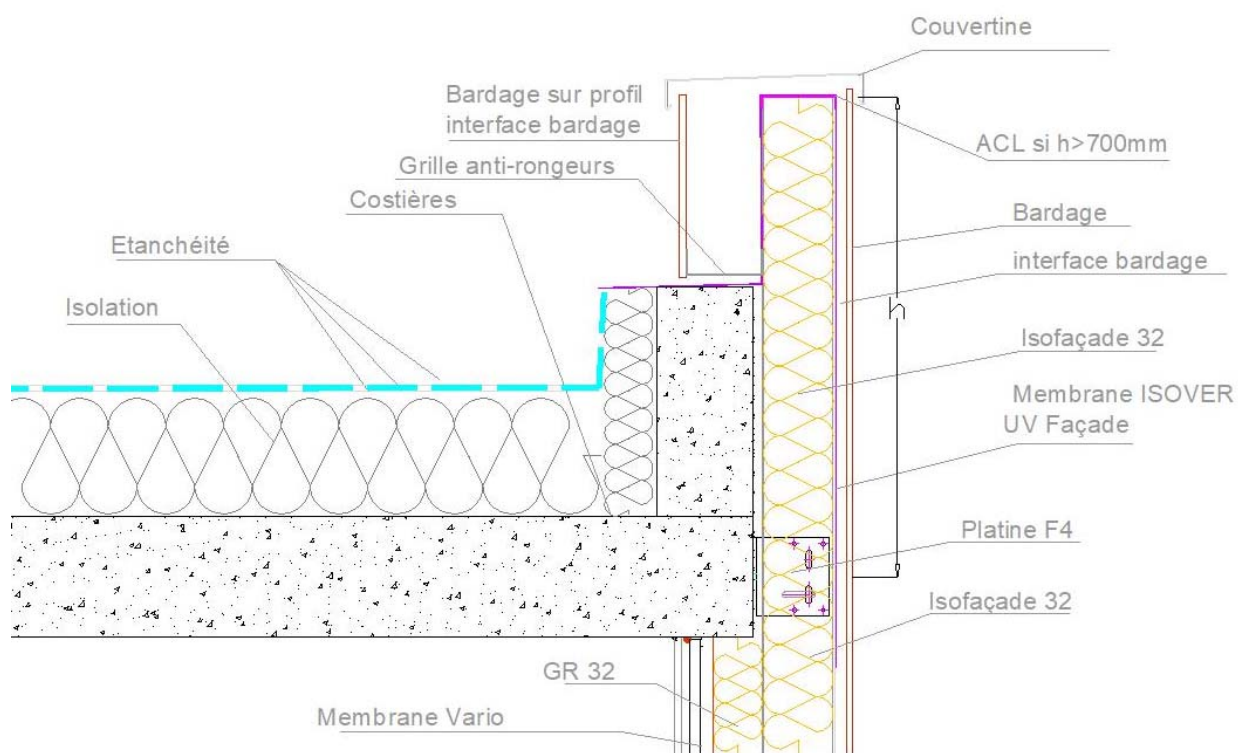 Couvertine
Bardage sur profil
interface bardage
ACL si h>700mm
Grille anti-rongeurs
Costières
Bardage
Etanchéité
interface bardage
Isolation
h
Isofaçade 32
Membrane ISOVER
UV Façade
Platine F4
Isofaçade 32
GR 32
Membrane Vario